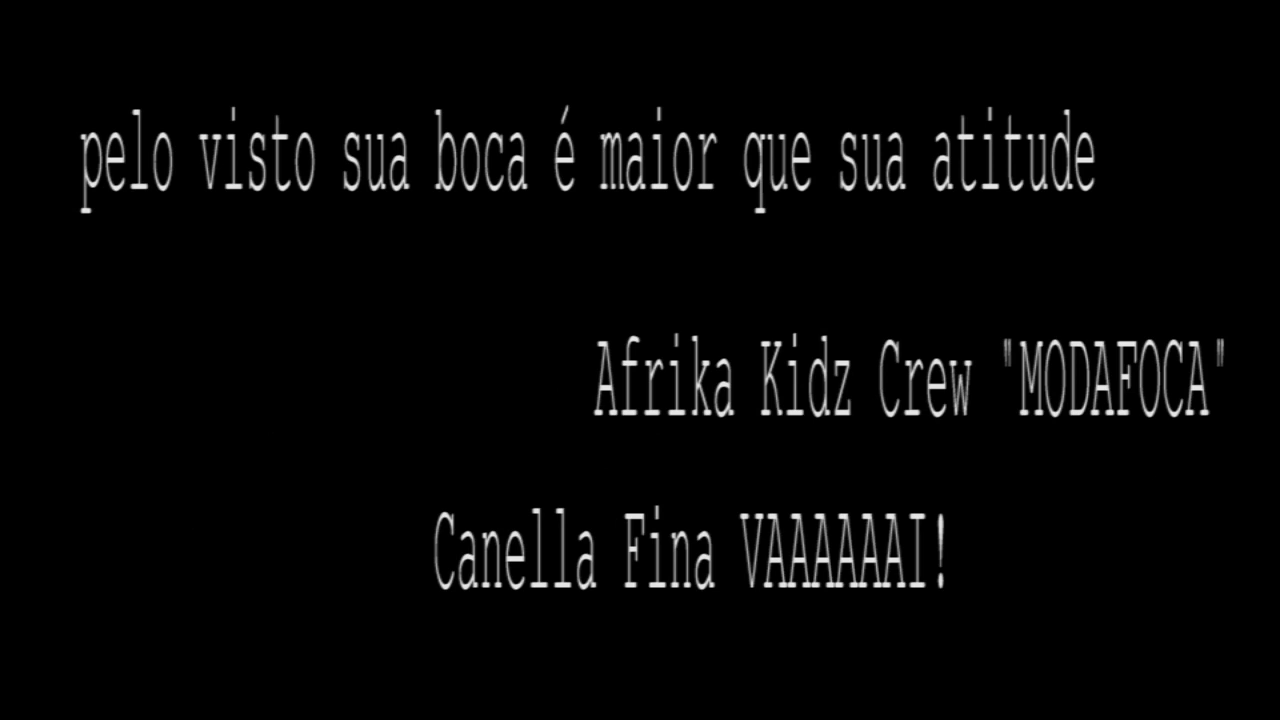 pelo visto sua boca é maior que sua atitude
Afrika Kidz Crew "MODAFOCA"
Canella Fina VAAAAAAI!